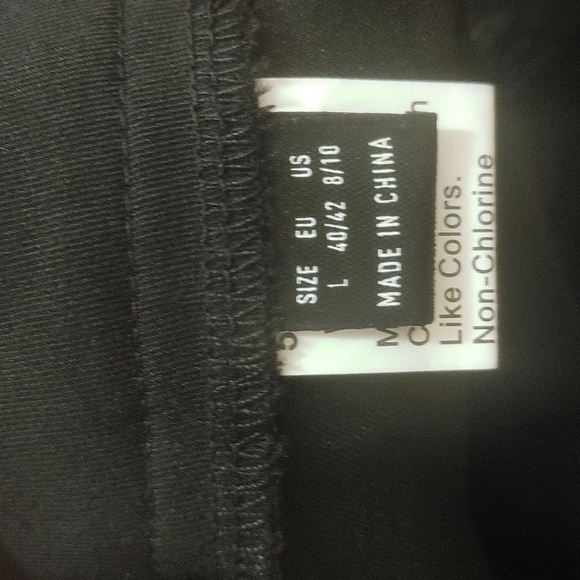 SIZE EU US
L 40/42 8/10
MADE IN CHINA
Like Colors.
Non-Chlorine